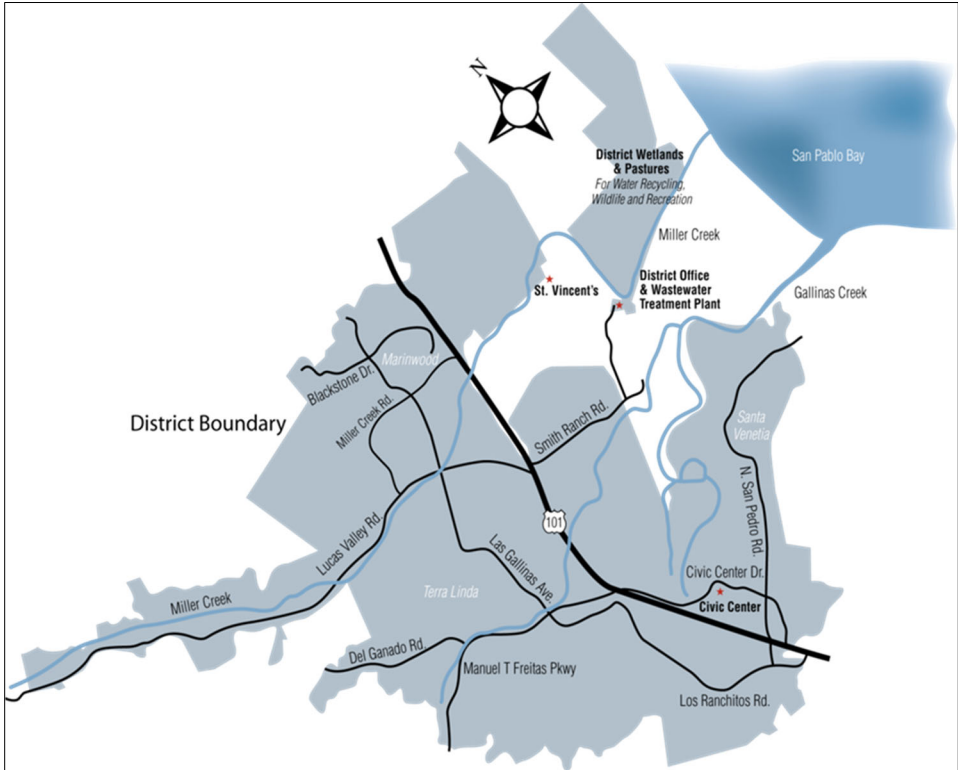 N
District Wetlands
& Pastures
For Water Recycling,
Wildlife and Recreation
San Pablo Bay
Miller Creek
St. Vincent's
District Office
& Wastewater
Treatment Plant
Gallinas Creek
Marinwood
Blackstone Dr.
Miller Creek Rd.
District Boundary
Smith Ranch Rd.
Santa
Venetia
N. San Pedro Rd.
101
Lucas Valley Rd.
Las Gallinas Ave.
Civic Center Dr.
Civic Center
Terra Linda
Miller Creek
Del Ganado Rd.
Manuel T Freitas Pkwy
Los Ranchitos Rd.